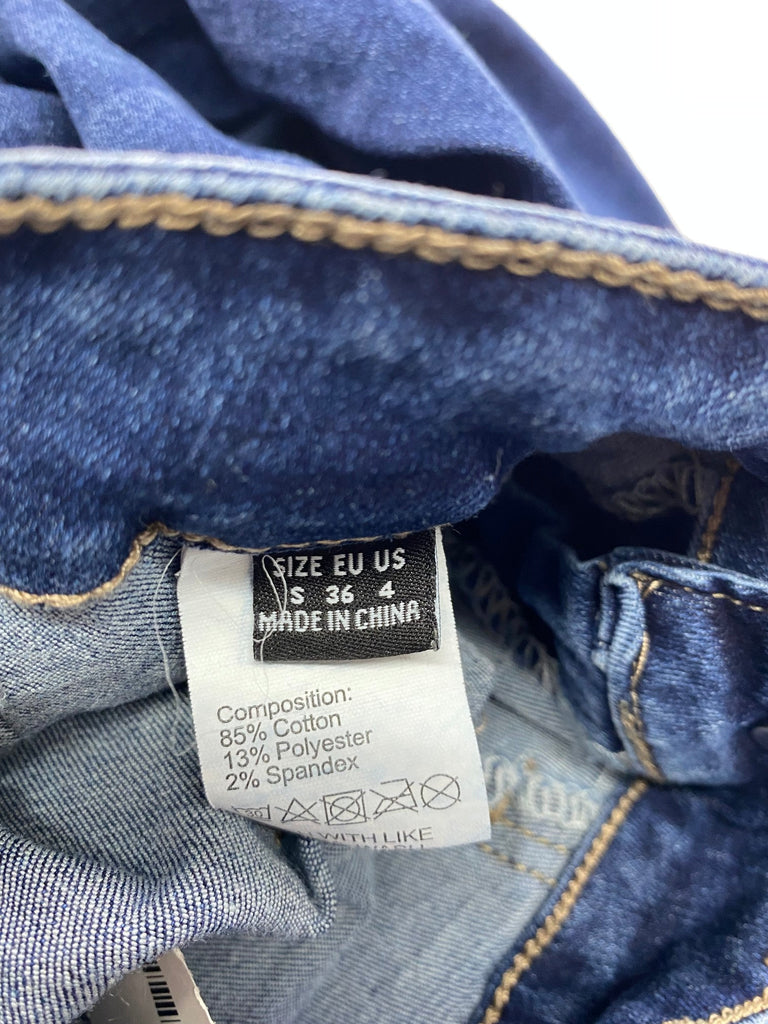 SIZE EU US
S 36 4
MADE IN CHINA
Composition:
85% Cotton
13% Polyester
2% Spandex
WITH LIKE